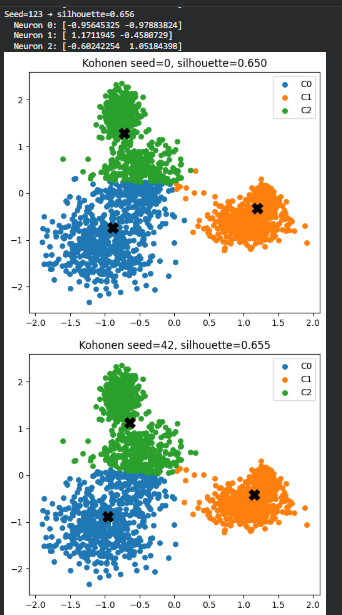 Seed=123 → silhouette=0.656
Neuron 0: [-0.95645325 -0.97883824]
Neuron 1: [ 1.1711945 -0.4580729]
Neuron 2: [-0.60242254  1.05184398]
Kohonen seed=0, silhouette=0.650
C0
C1
C2
2
1
0
−1
−2
−2.0 −1.5 −1.0 −0.5 0.0 0.5 1.0 1.5 2.0
Kohonen seed=42, silhouette=0.655
C0
C1
C2
2
1
0
−1
−2
−2.0 −1.5 −1.0 −0.5 0.0 0.5 1.0 1.5 2.0